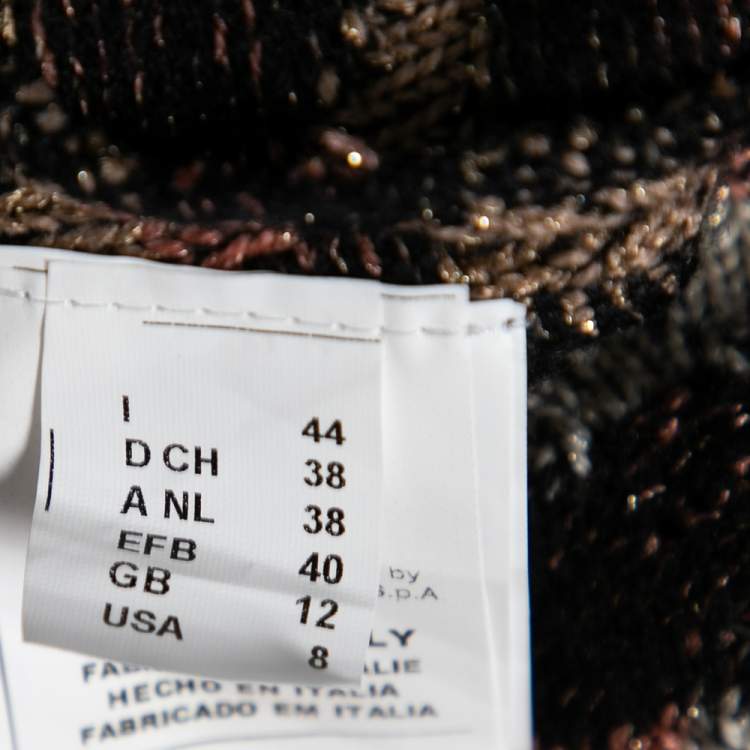 I 44
D CH 38
A NL 38
EFB 40
GB 12
USA 8
by
S.p.A
HECHO EN ITALIA
FABRICADO EM ITALIA